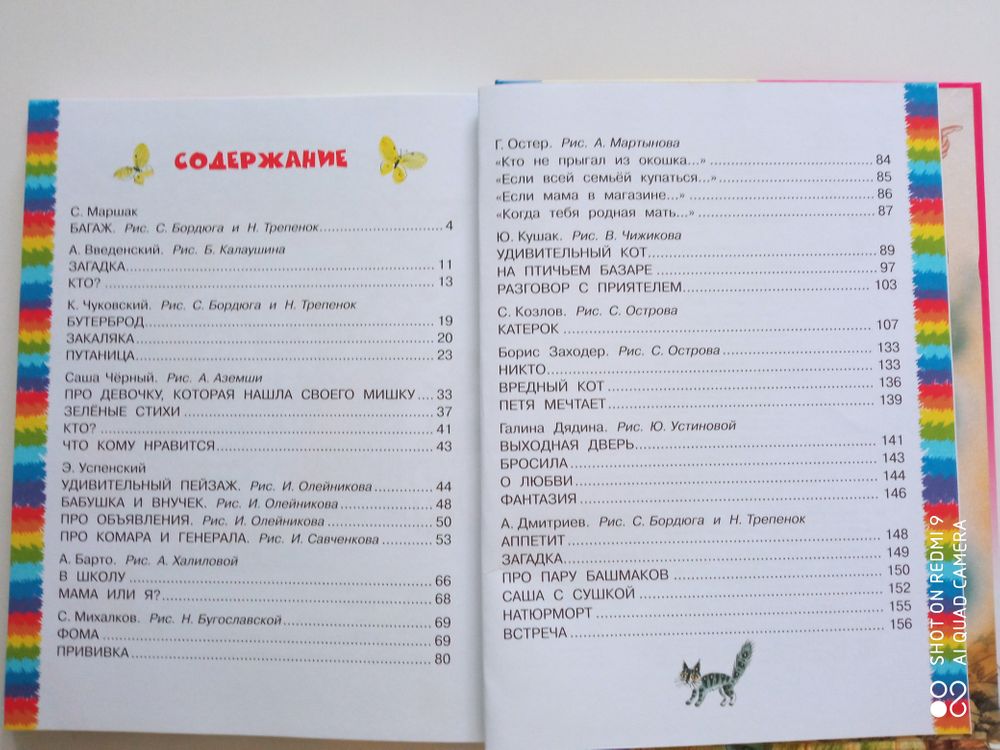 СОДЕРЖАНИЕ
С. Маршак
БАГАЖ. Рис. С. Бордюга и Н. Трепенок 4
А. Введенский. Рис. Б. Калаушина
ЗАГАДКА 11
КТО? 13
К. Чуковский. Рис. С. Бордюга и Н. Трепенок
БУТЕРБРОД 19
ЗАКАЛЯКА 20
ПУТАНИЦА 23
Саша Чёрный. Рис. А. Аземши
ПРО ДЕВОЧКУ, КОТОРАЯ НАШЛА СВОЕГО МИШКУ 33
ЗЕЛЁНЫЕ СТИХИ 37
КТО? 41
ЧТО КОМУ НРАВИТСЯ 43
Э. Успенский
УДИВИТЕЛЬНЫЙ ПЕЙЗАЖ. Рис. И. Олейникова 44
БАБУШКА И ВНУЧЕК. Рис. И. Олейникова 48
ПРО ОБЪЯВЛЕНИЯ. Рис. И. Олейникова 50
ПРО КОМАРА И ГЕНЕРАЛА. Рис. И. Савченкова 53
А. Барто. Рис. А. Халиловой
В ШКОЛУ 66
МАМА ИЛИ Я? 68
С. Михалков. Рис. Н. Бугославской 69
ФОМА 69
ПРИВИВКА 80
Г. Остер. Рис. А. Мартынова
«Кто не прыгал из окошка...» 84
«Если всей семьёй купаться...» 85
«Если мама в магазине...» 86
«Когда тебя родная мать...» 87
Ю. Кушак. Рис. В. Чижикова
УДИВИТЕЛЬНЫЙ КОТ 89
НА ПТИЧЬЕМ БАЗАРЕ 97
РАЗГОВОР С ПРИЯТЕЛЕМ 103
С. Козлов. Рис. С. Острова
КАТЕРОК 107
Борис Заходер. Рис. С. Острова 133
НИКТО 133
ВРЕДНЫЙ КОТ 136
ПЕТЯ МЕЧТАЕТ 139
Галина Дядина. Рис. Ю. Устиновой
ВЫХОДНАЯ ДВЕРЬ 141
БРОСИЛА 143
О ЛЮБВИ 144
ФАНТАЗИЯ 146
А. Дмитриев. Рис. С. Бордюга и Н. Трепенок
АППЕТИТ 148
ЗАГАДКА 149
ПРО ПАРУ БАШМАКОВ 150
САША С СУШКОЙ 152
НАТЮРМОРТ 155
ВСТРЕЧА 156
SHOT ON REDMI 9
AI QUAD CAMERA